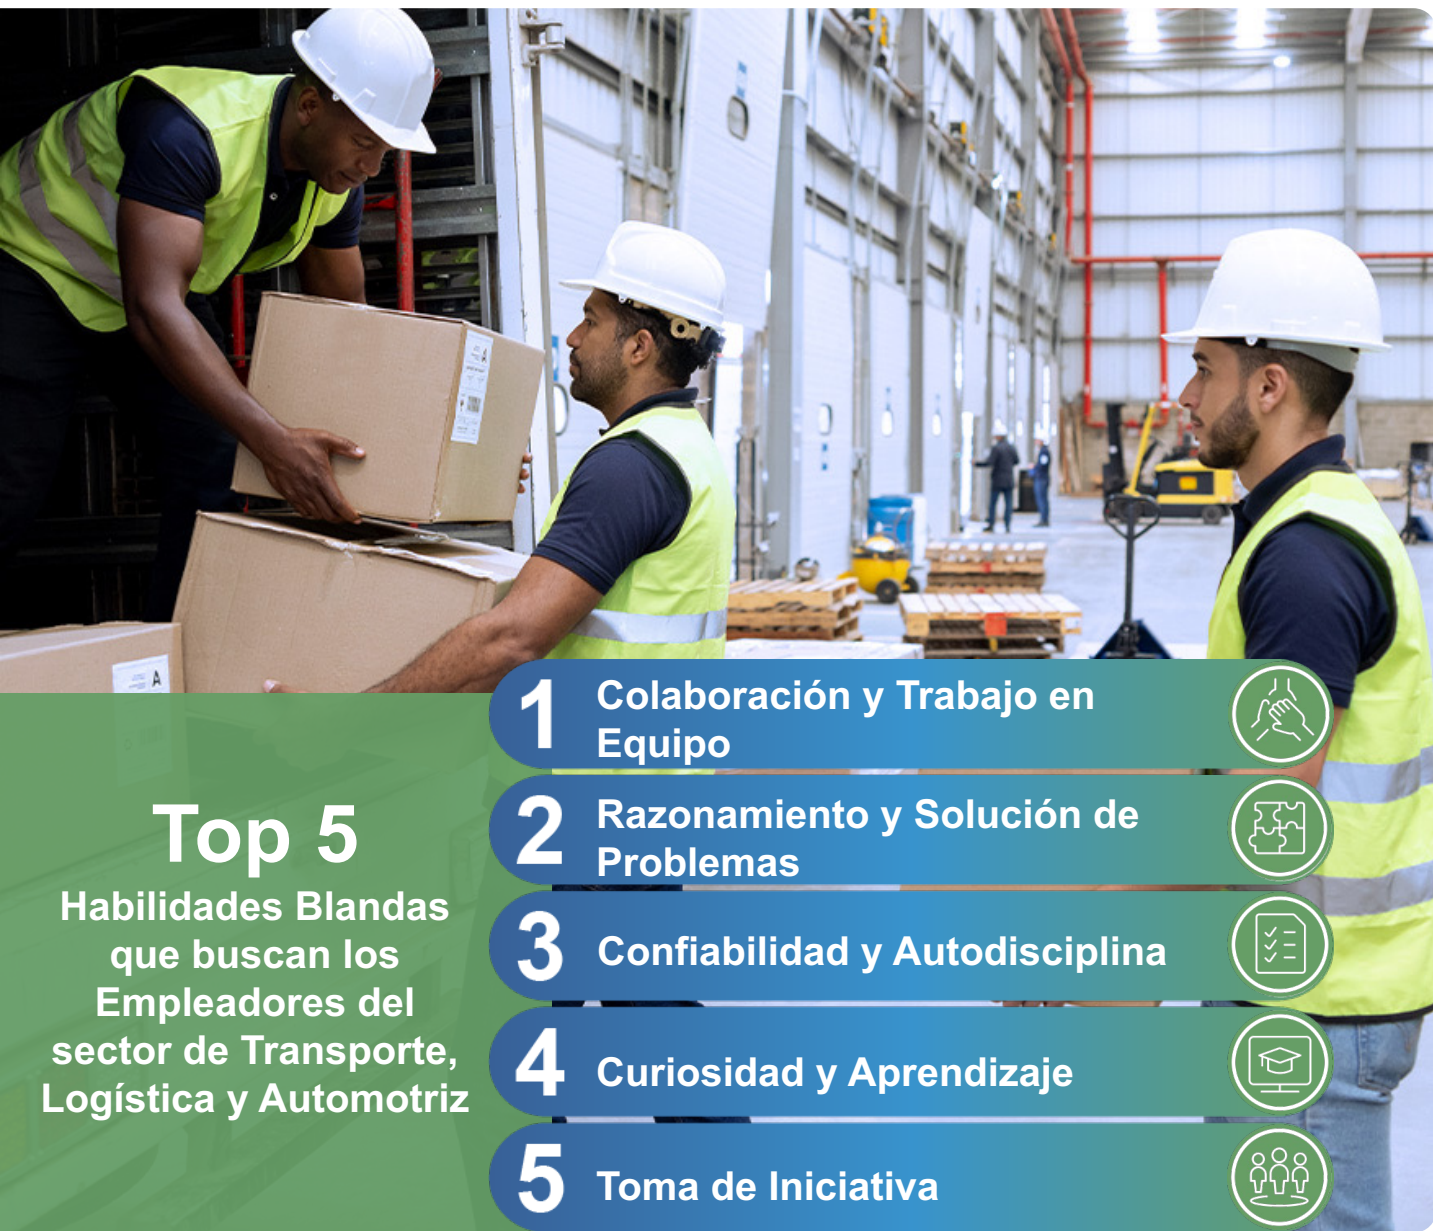 Top 5
Habilidades Blandas
que buscan los
Empleadores del
sector de Transporte,
Logística y Automotriz
1
Colaboración y Trabajo en
Equipo
2
Razonamiento y Solución de
Problemas
3
Confiabilidad y Autodisciplina
4
Curiosidad y Aprendizaje
5
Toma de Iniciativa
A
A